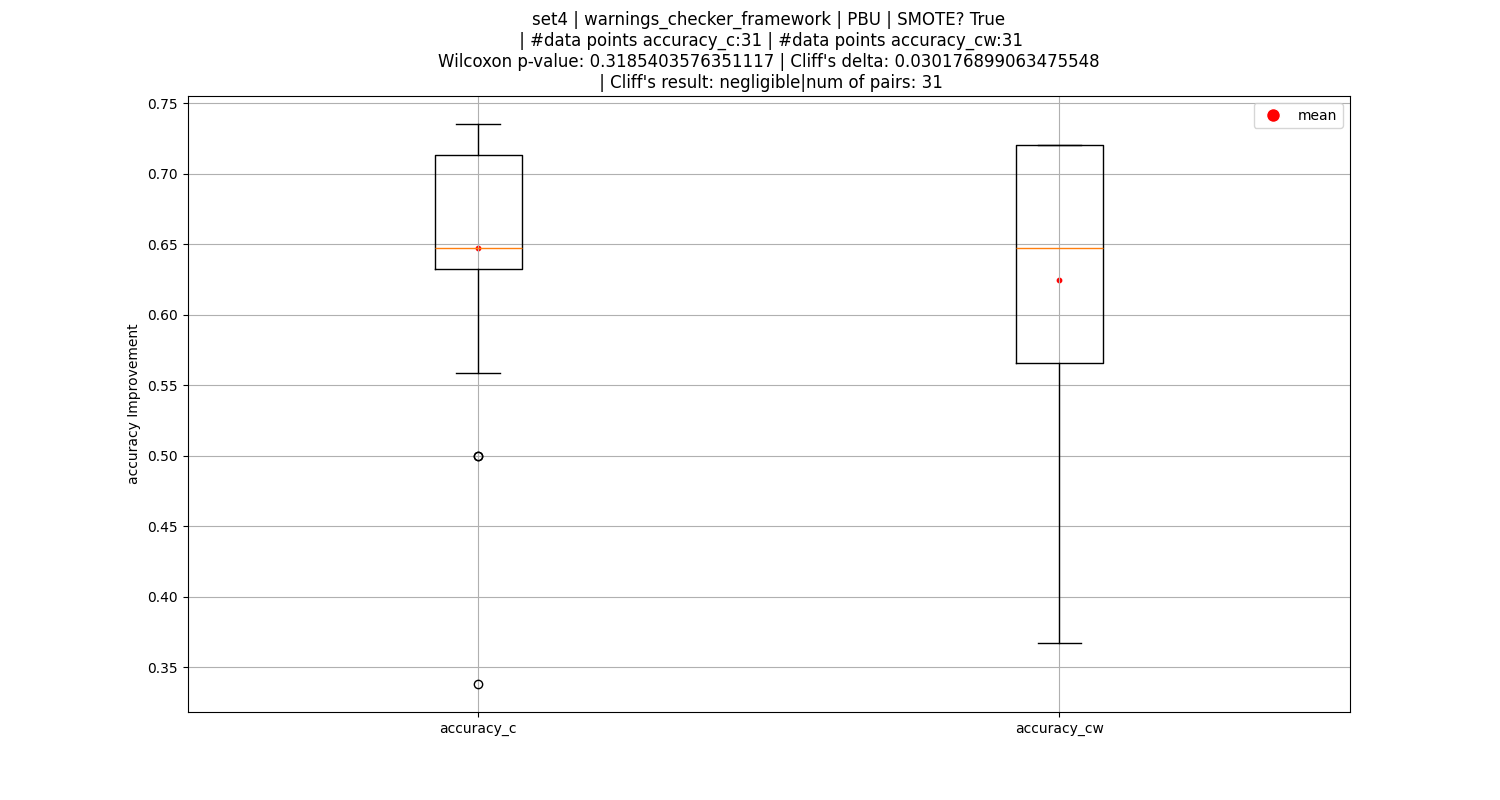 set4 | warnings_checker_framework | PBU | SMOTE? True
| #data points accuracy_c:31 | #data points accuracy_cw:31
Wilcoxon p-value: 0.3185403576351117 | Cliff's delta: 0.030176899063475548
| Cliff's result: negligible|num of pairs: 31
mean
0.75
0.70
0.65
0.60
0.55
0.50
0.45
0.40
0.35
accuracy Improvement
accuracy_c
accuracy_cw